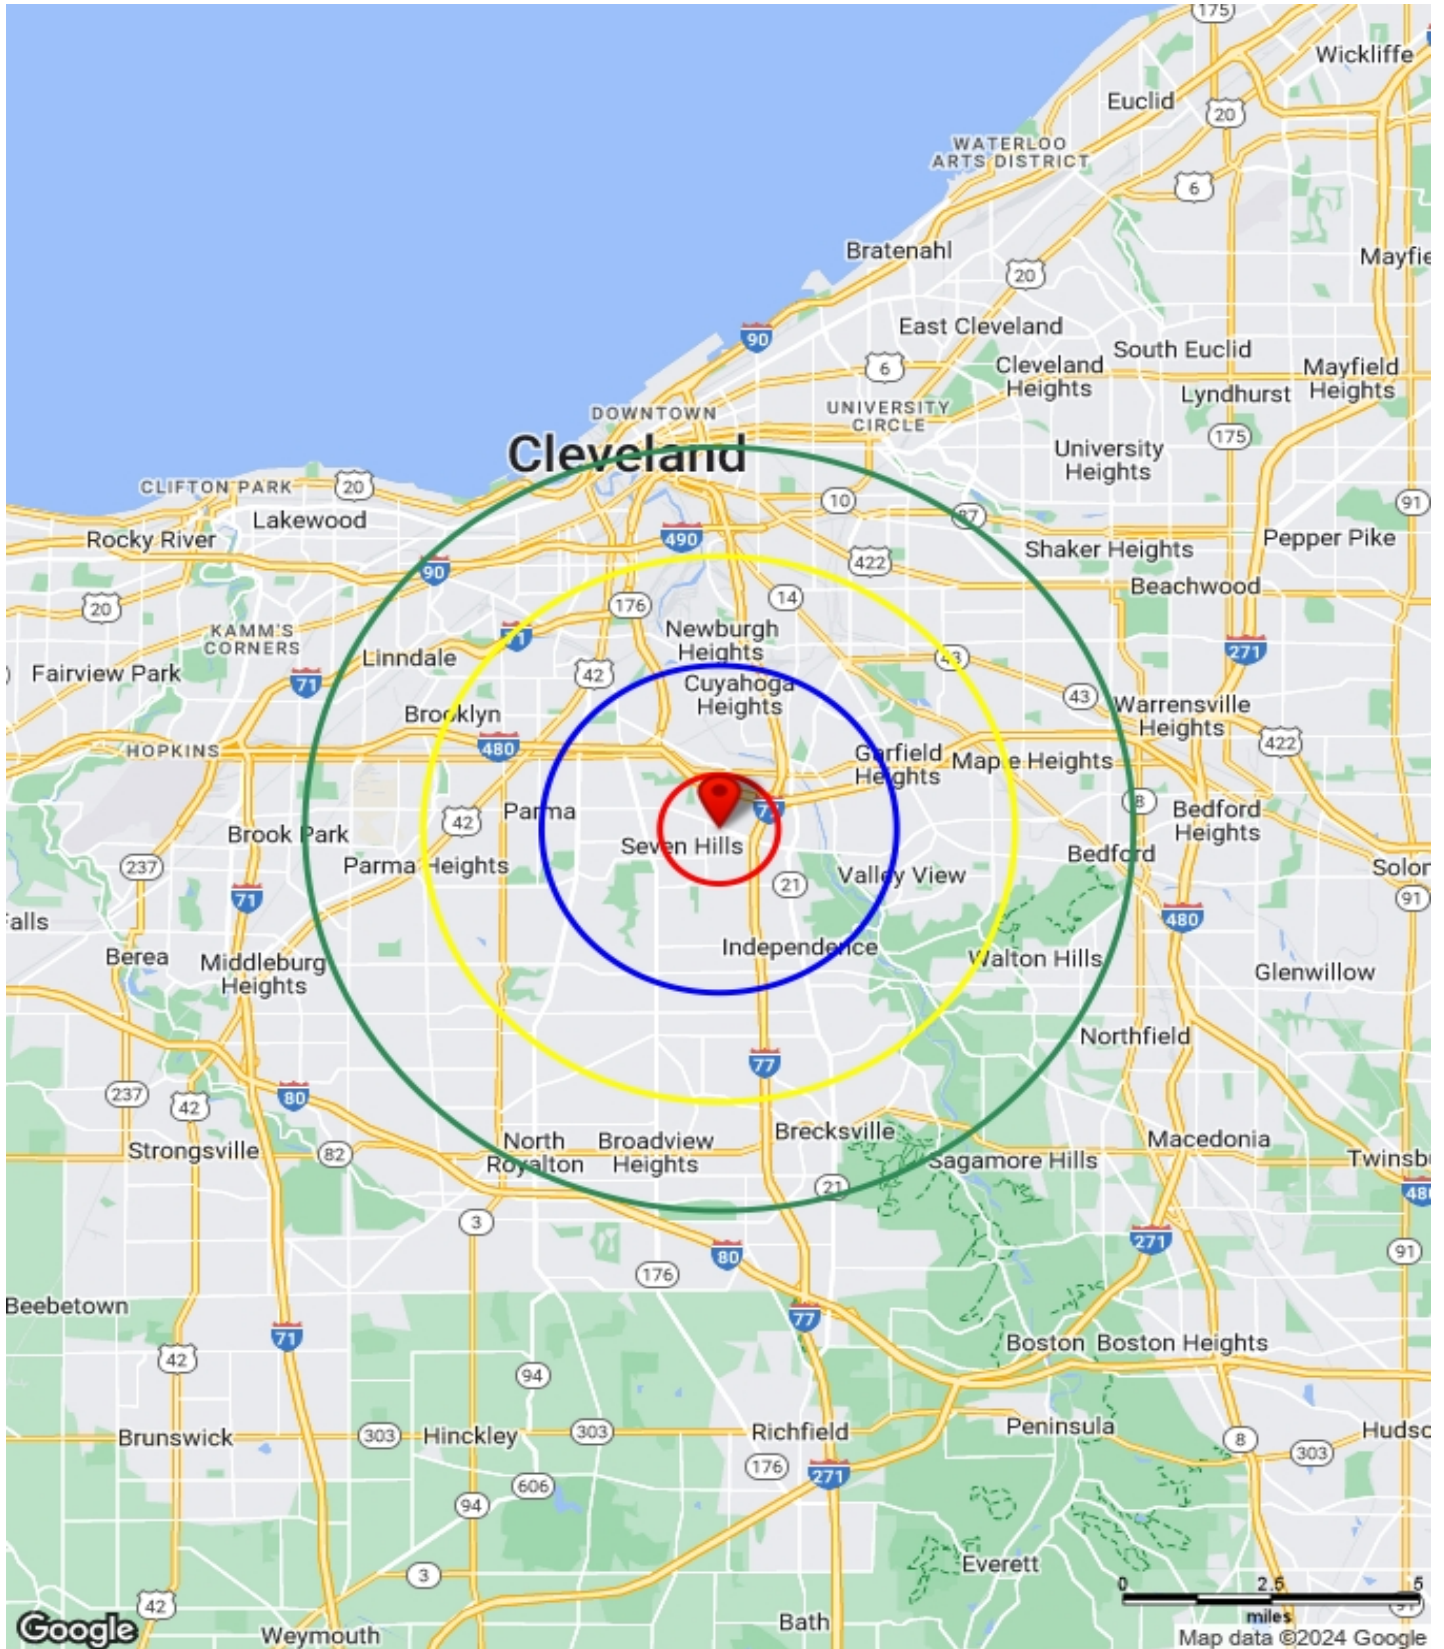 175
Wickliffe
Euclid
20
WATERLOO
ARTS DISTRICT
6
Bratenahl
20
Mayfie
East Cleveland
90
South Euclid
6
Cleveland
Heights
Mayfield
Heights
Lyndhurst
DOWNTOWN
UNIVERSITY
CIRCLE
175
Cleveland
University
Heights
CLIFTON PARK
20
10
91
Lakewood
87
Rocky River
490
Pepper Pike
Shaker Heights
90
422
Beachwood
20
176
14
KAMM'S
CORNERS
Newburgh
Heights
71
271
Linndale
43
Fairview Park
42
71
Cuyahoga
Heights
43
Warrensville
Heights
Brooklyn
HOPKINS
480
Garfield
Heights
Maple Heights
422
8
Parma
77
Bedford
Heights
42
Brook Park
Seven Hills
Bedford
237
Parma Heights
Valley View
Solon
21
71
91
480
Falls
Independence
Berea
Middleburg
Heights
Walton Hills
Glenwillow
Northfield
77
237
80
42
Brecksville
North
Royalton
Broadview
Heights
Macedonia
Strongsville
82
Sagamore Hills
Twinsbu
21
480
3
271
80
91
176
Beebetown
77
71
Boston
Boston Heights
42
94
Peninsula
Richfield
Hudso
Brunswick
303
Hinckley
303
8
303
176
271
606
94
Everett
3
0
2.5
5
42
91
miles
Bath
Google
Weymouth
Map data ©2024 Google